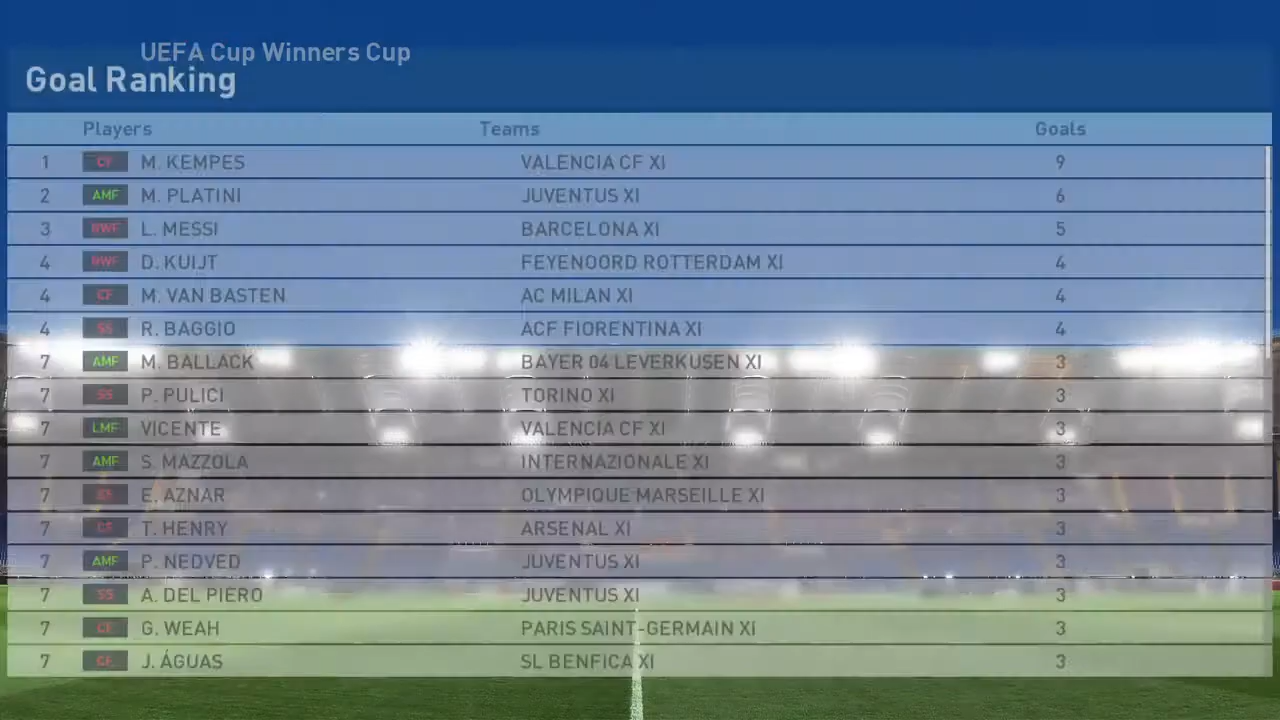 UEFA Cup Winners Cup
Goal Ranking
Players Teams Goals
1 CF M. KEMPES VALENCIA CF XI 9
2 AMF M. PLATINI JUVENTUS XI 6
3 RWF L. MESSI BARCELONA XI 5
4 RWF D. KUIJT FEYENOORD ROTTERDAM XI 4
4 CF M. VAN BASTEN AC MILAN XI 4
4 SS R. BAGGIO ACF FIORENTINA XI 4
7 AMF M. BALLACK BAYER 04 LEVERKUSEN XI 3
7 SS P. PULICI TORINO XI 3
7 LMF VICENTE VALENCIA CF XI 3
7 AMF S. MAZZOLA INTERNAZIONALE XI 3
7 CF E. AZNAR OLYMPIQUE MARSEILLE XI 3
7 CF T. HENRY ARSENAL XI 3
7 AMF P. NEDVED JUVENTUS XI 3
7 SS A. DEL PIERO JUVENTUS XI 3
7 CF G. WEAH PARIS SAINT-GERMAIN XI 3
7 CF J. ÁGUAS SL BENFICA XI 3